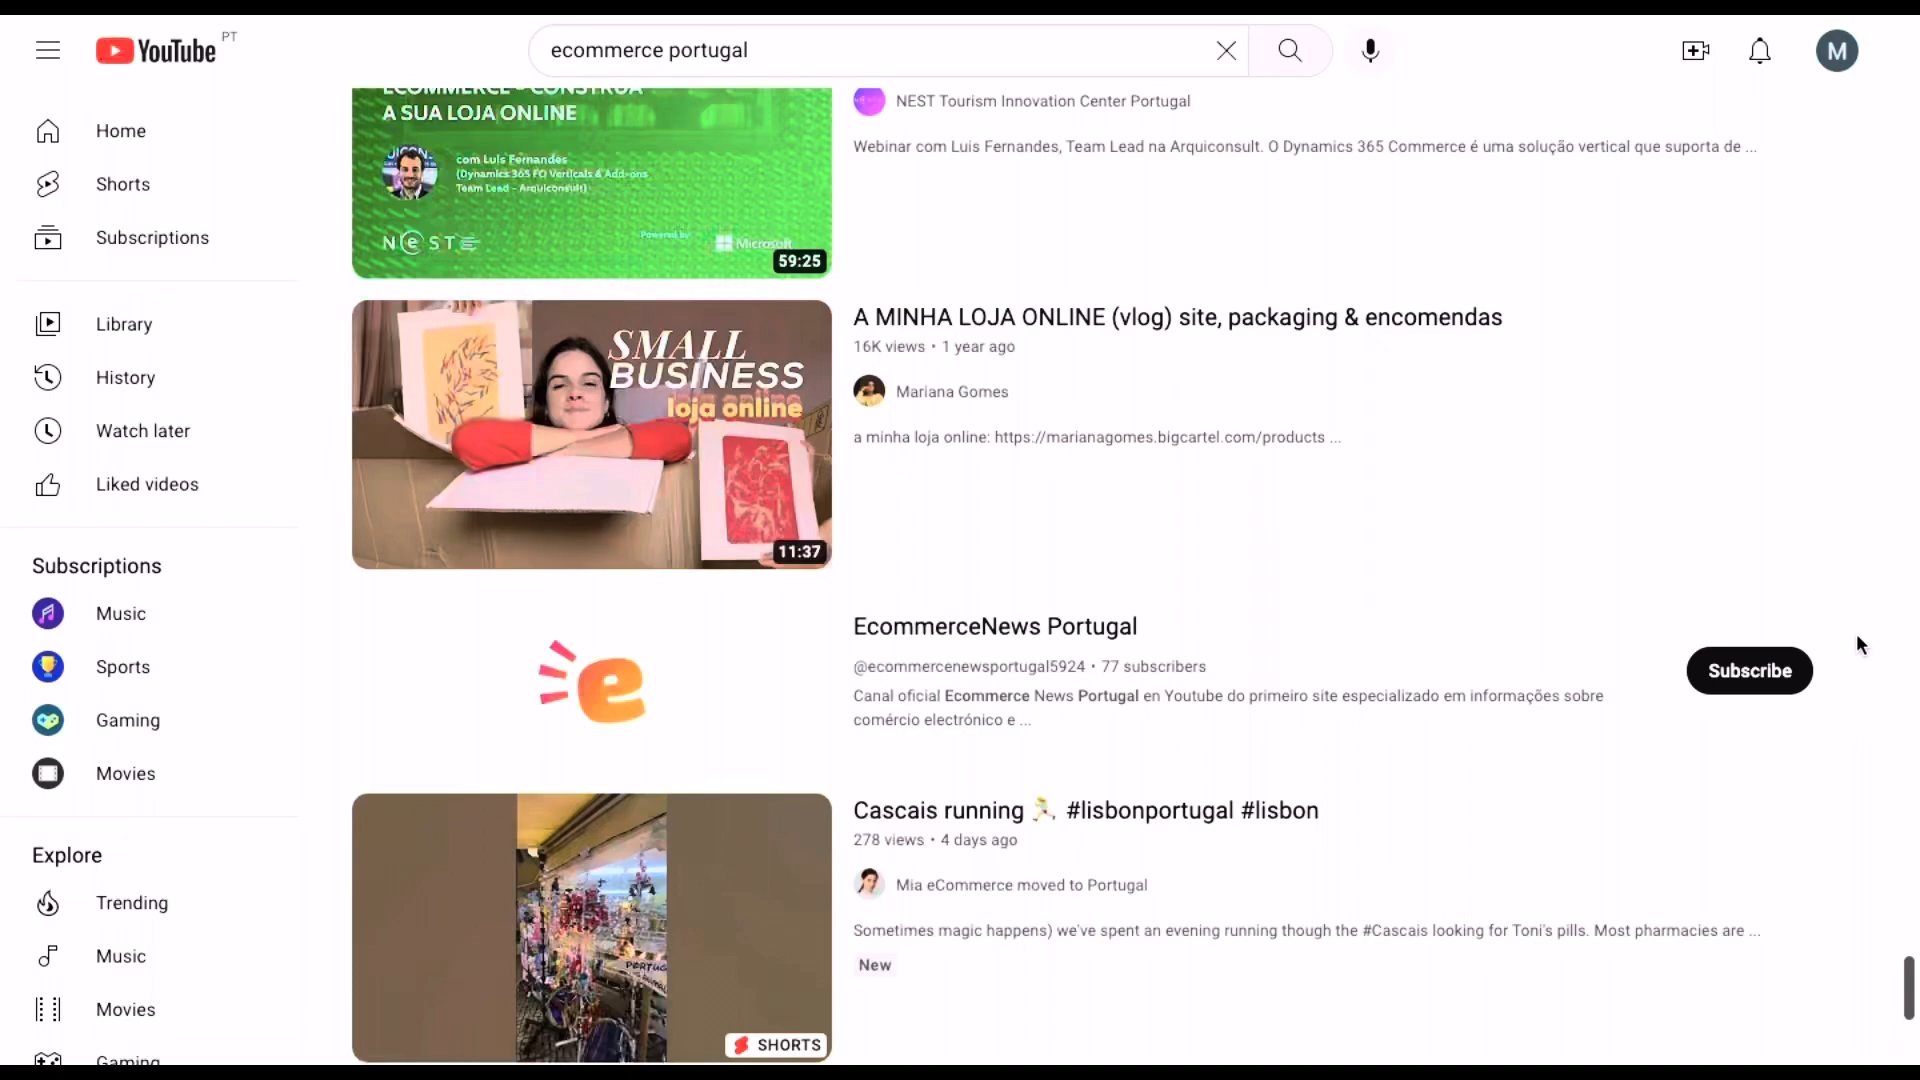 YouTube PT
ecommerce portugal
M
Home
Shorts
Subscriptions
Library
History
Watch later
Liked videos
Subscriptions
Music
Sports
Gaming
Movies
Explore
Trending
Music
Movies
Gaming
ECOMMERCE - CONSTRUA
A SUA LOJA ONLINE
com Luis Fernandes
(Dynamics 365 FO Verticals & Add-ons
Team Lead - Arquiconsult)
NeST
Powered by
Microsoft
59:25
NEST Tourism Innovation Center Portugal
Webinar com Luis Fernandes, Team Lead na Arquiconsult. O Dynamics 365 Commerce é uma solução vertical que suporta de ...
SMALL
BUSINESS
loja online
11:37
A MINHA LOJA ONLINE (vlog) site, packaging & encomendas
16K views • 1 year ago
Mariana Gomes
a minha loja online: https://marianagomes.bigcartel.com/products ...
e
EcommerceNews Portugal
@ecommercenewsportugal5924 • 77 subscribers
Canal oficial Ecommerce News Portugal en Youtube do primeiro site especializado em informações sobre
comércio electrónico e ...
Subscribe
PORTUG
SHORTS
Cascais running 🏃 #lisbonportugal #lisbon
278 views • 4 days ago
Mia eCommerce moved to Portugal
Sometimes magic happens) we've spent an evening running though the #Cascais looking for Toni's pills. Most pharmacies are ...
New